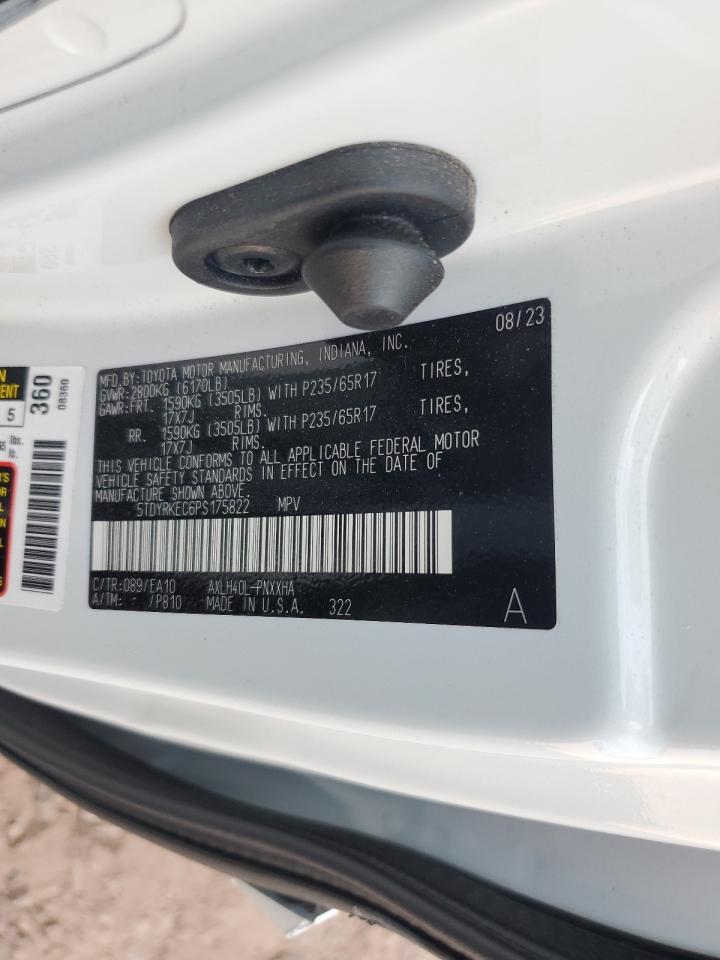 08/23
MFD.BY:TOYOTA MOTOR MANUFACTURING, INDIANA, INC.
GVWR: 2800KG (6170LB)
GAWR:FRT. 1590KG (3505LB) WITH P235/65R17 TIRES,
17X7J RIMS.
RR. 1590KG (3505LB) WITH P235/65R17 TIRES,
17X7J RIMS.
THIS VEHICLE CONFORMS TO ALL APPLICABLE FEDERAL MOTOR
VEHICLE SAFETY STANDARDS IN EFFECT ON THE DATE OF
MANUFACTURE SHOWN ABOVE.
5TDYRKEC6PS175822 MPV
C/TR:089/EA10 AXLH40L-PNXXHA
A/TM: /P810 MADE IN U.S.A. 322
A
5
360
08360
lbs.
lb.